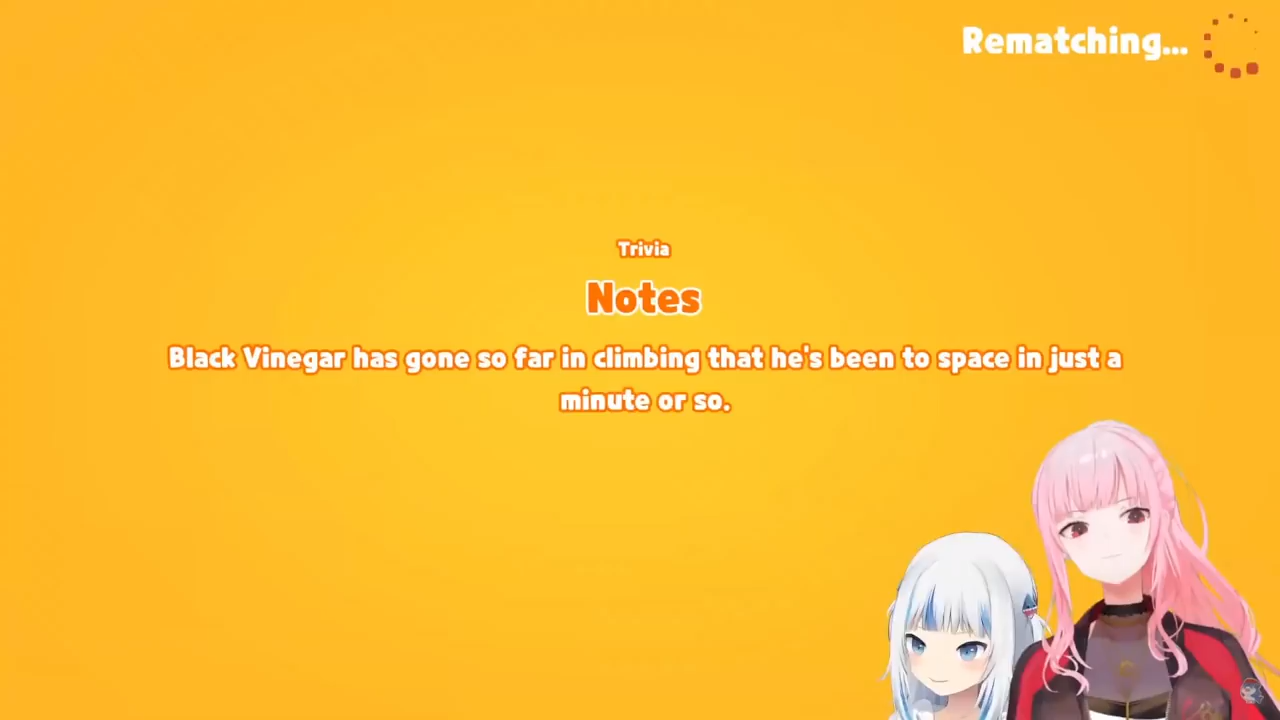 Rematching...
Trivia
Notes
Black Vinegar has gone so far in climbing that he's been to space in just a
minute or so.